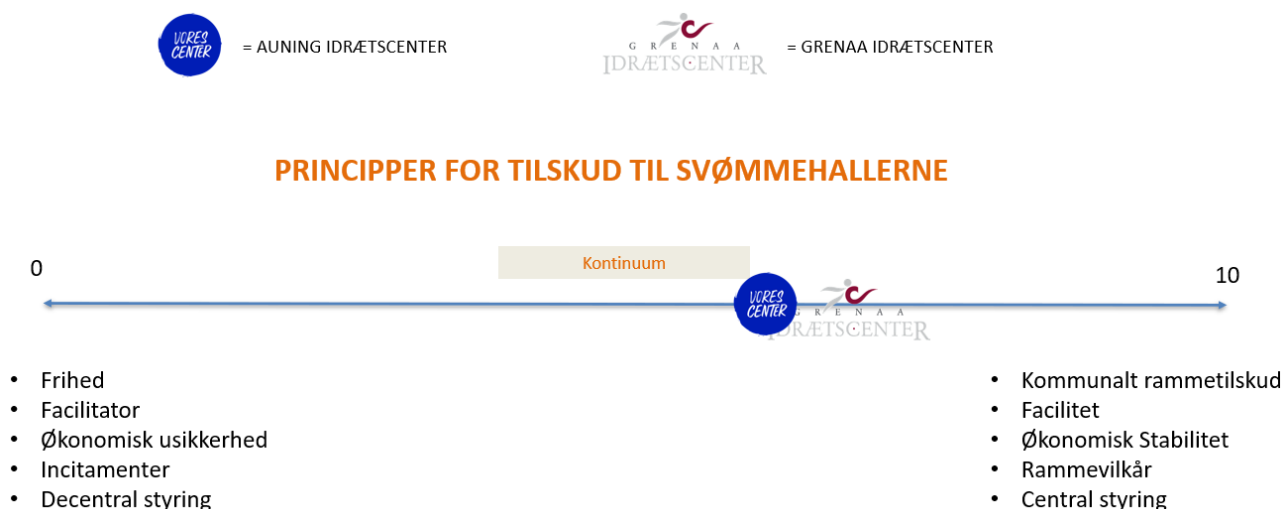 VORES
CENTER
= AUNING IDRÆTSCENTER
GRENAA
IDRÆTSCENTER
= GRENAA IDRÆTSCENTER
PRINCIPPER FOR TILSKUD TIL SVØMMEHALLERNE
Kontinuum
0
10
VORES
CENTER
GRENAA
IDRÆTSCENTER
• Frihed
• Facilitator
• Økonomisk usikkerhed
• Incitamenter
• Decentral styring
• Kommunalt rammetilskud
• Facilitet
• Økonomisk Stabilitet
• Rammevilkår
• Central styring